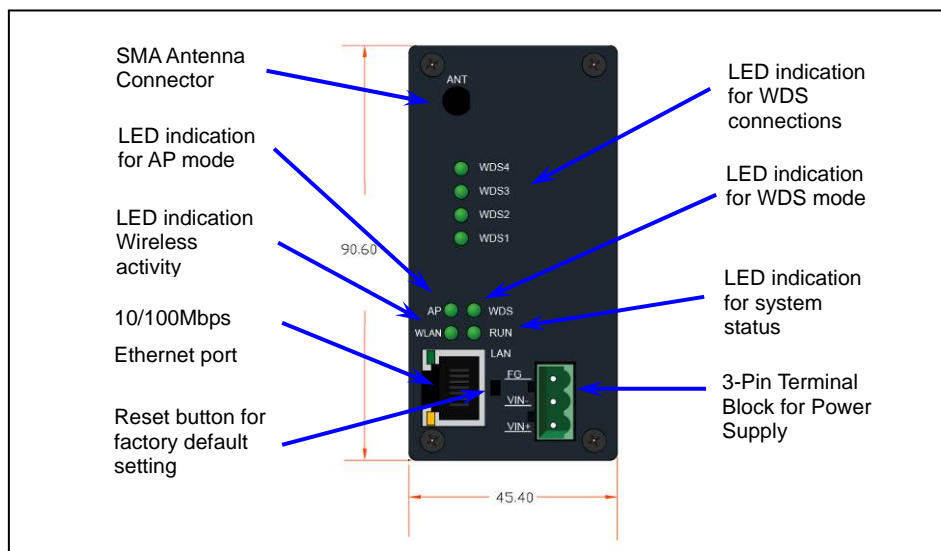 SMA Antenna
Connector
LED indication
for AP mode
LED indication
Wireless
activity
10/100Mbps
Ethernet port
Reset button for
factory default
setting
90.60
ANT
WDS4
WDS3
WDS2
WDS1
AP WDS
WLAN RUN
LAN
FG
VIN-
VIN+
45.40
LED indication
for WDS
connections
LED indication
for WDS mode
LED indication
for system
status
3-Pin Terminal
Block for Power
Supply